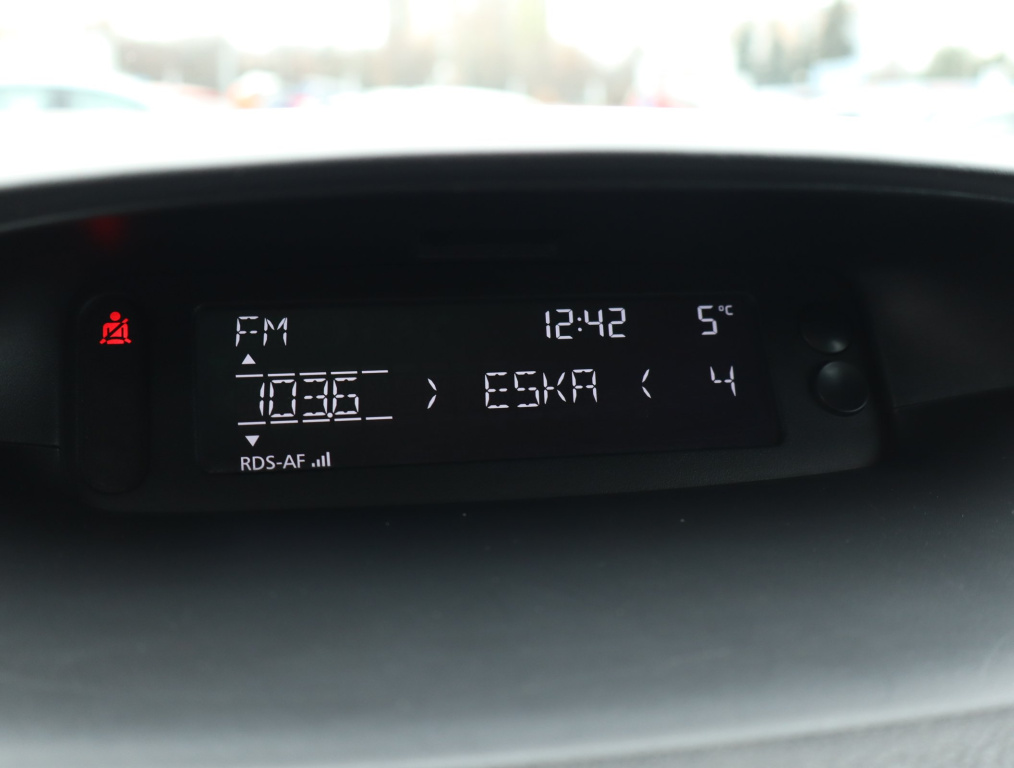 FM 12:42 5°C
103.6 > ESKA < 4
RDS-AF